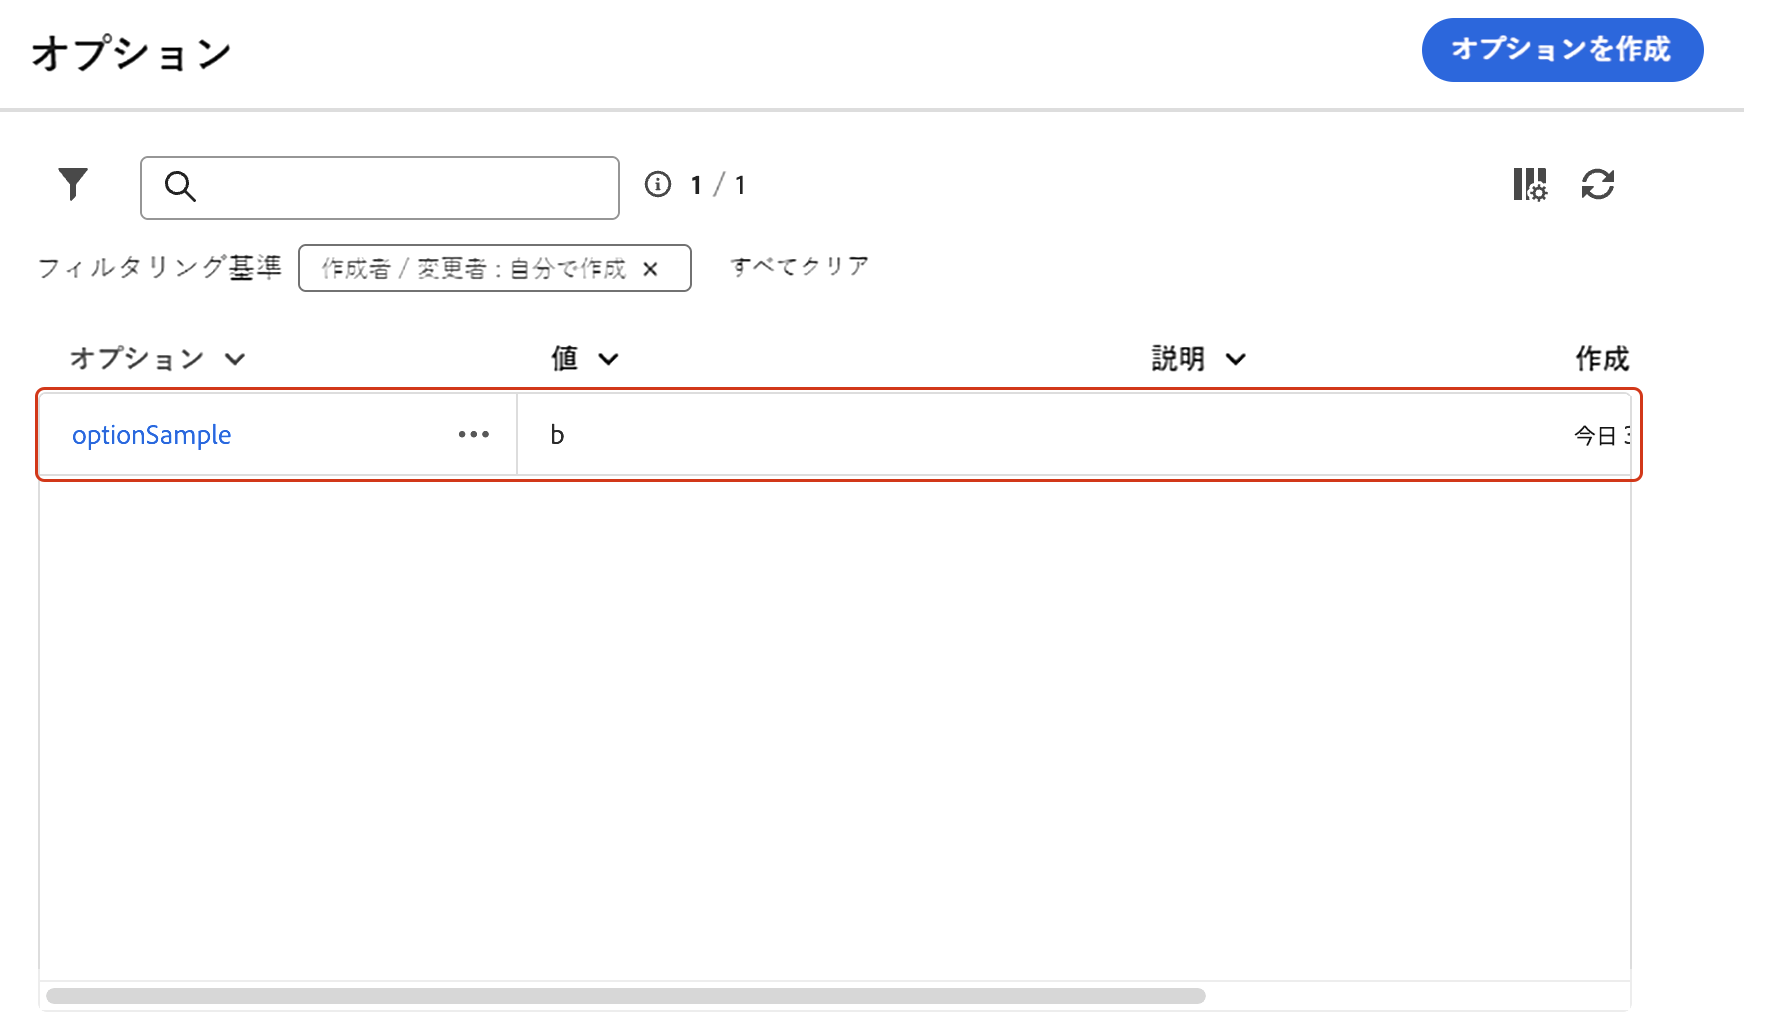 オプション
オプションを作成
1 / 1
フィルタリング基準 作成者 / 変更者 : 自分で作成 すべてクリア
オプション 値 説明 作成
optionSample b 今日